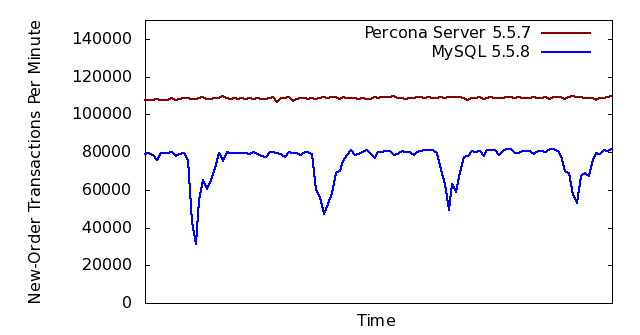 New-Order Transactions Per Minute
140000
120000
100000
80000
60000
40000
20000
0
Percona Server 5.5.7
MySQL 5.5.8
Time